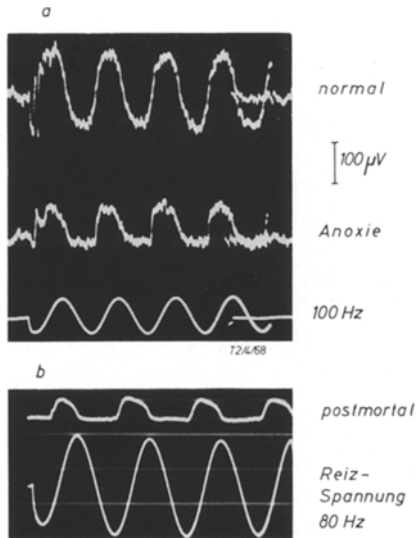 a
normal
100 µV
Anoxie
100 Hz
T2/4/68
b
postmortal
Reiz-
Spannung
80 Hz